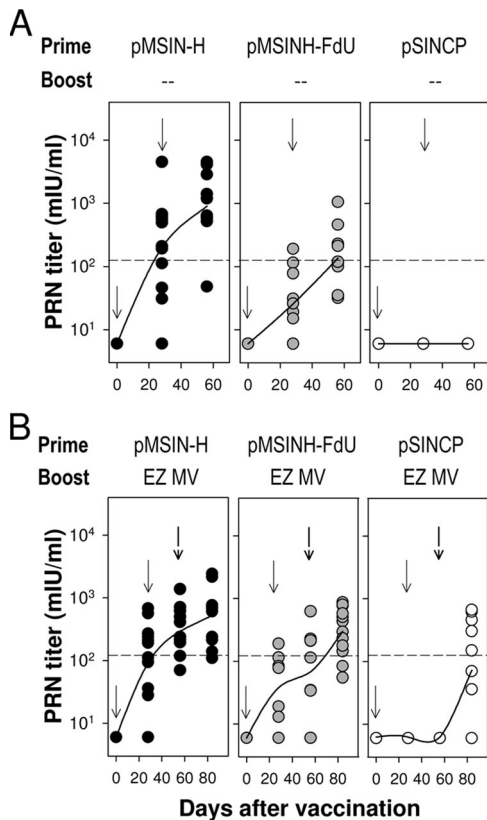 A
Prime pMSIN-H pMSINH-FdU pSINCP
Boost -- -- --
PRN titer (mIU/ml)
10⁴
10³
10²
10¹
0 20 40 60 0 20 40 60 0 20 40 60
B
Prime pMSIN-H pMSINH-FdU pSINCP
Boost EZ MV EZ MV EZ MV
PRN titer (mIU/ml)
10⁴
10³
10²
10¹
0 20 40 60 80 0 20 40 60 80 0 20 40 60 80
Days after vaccination